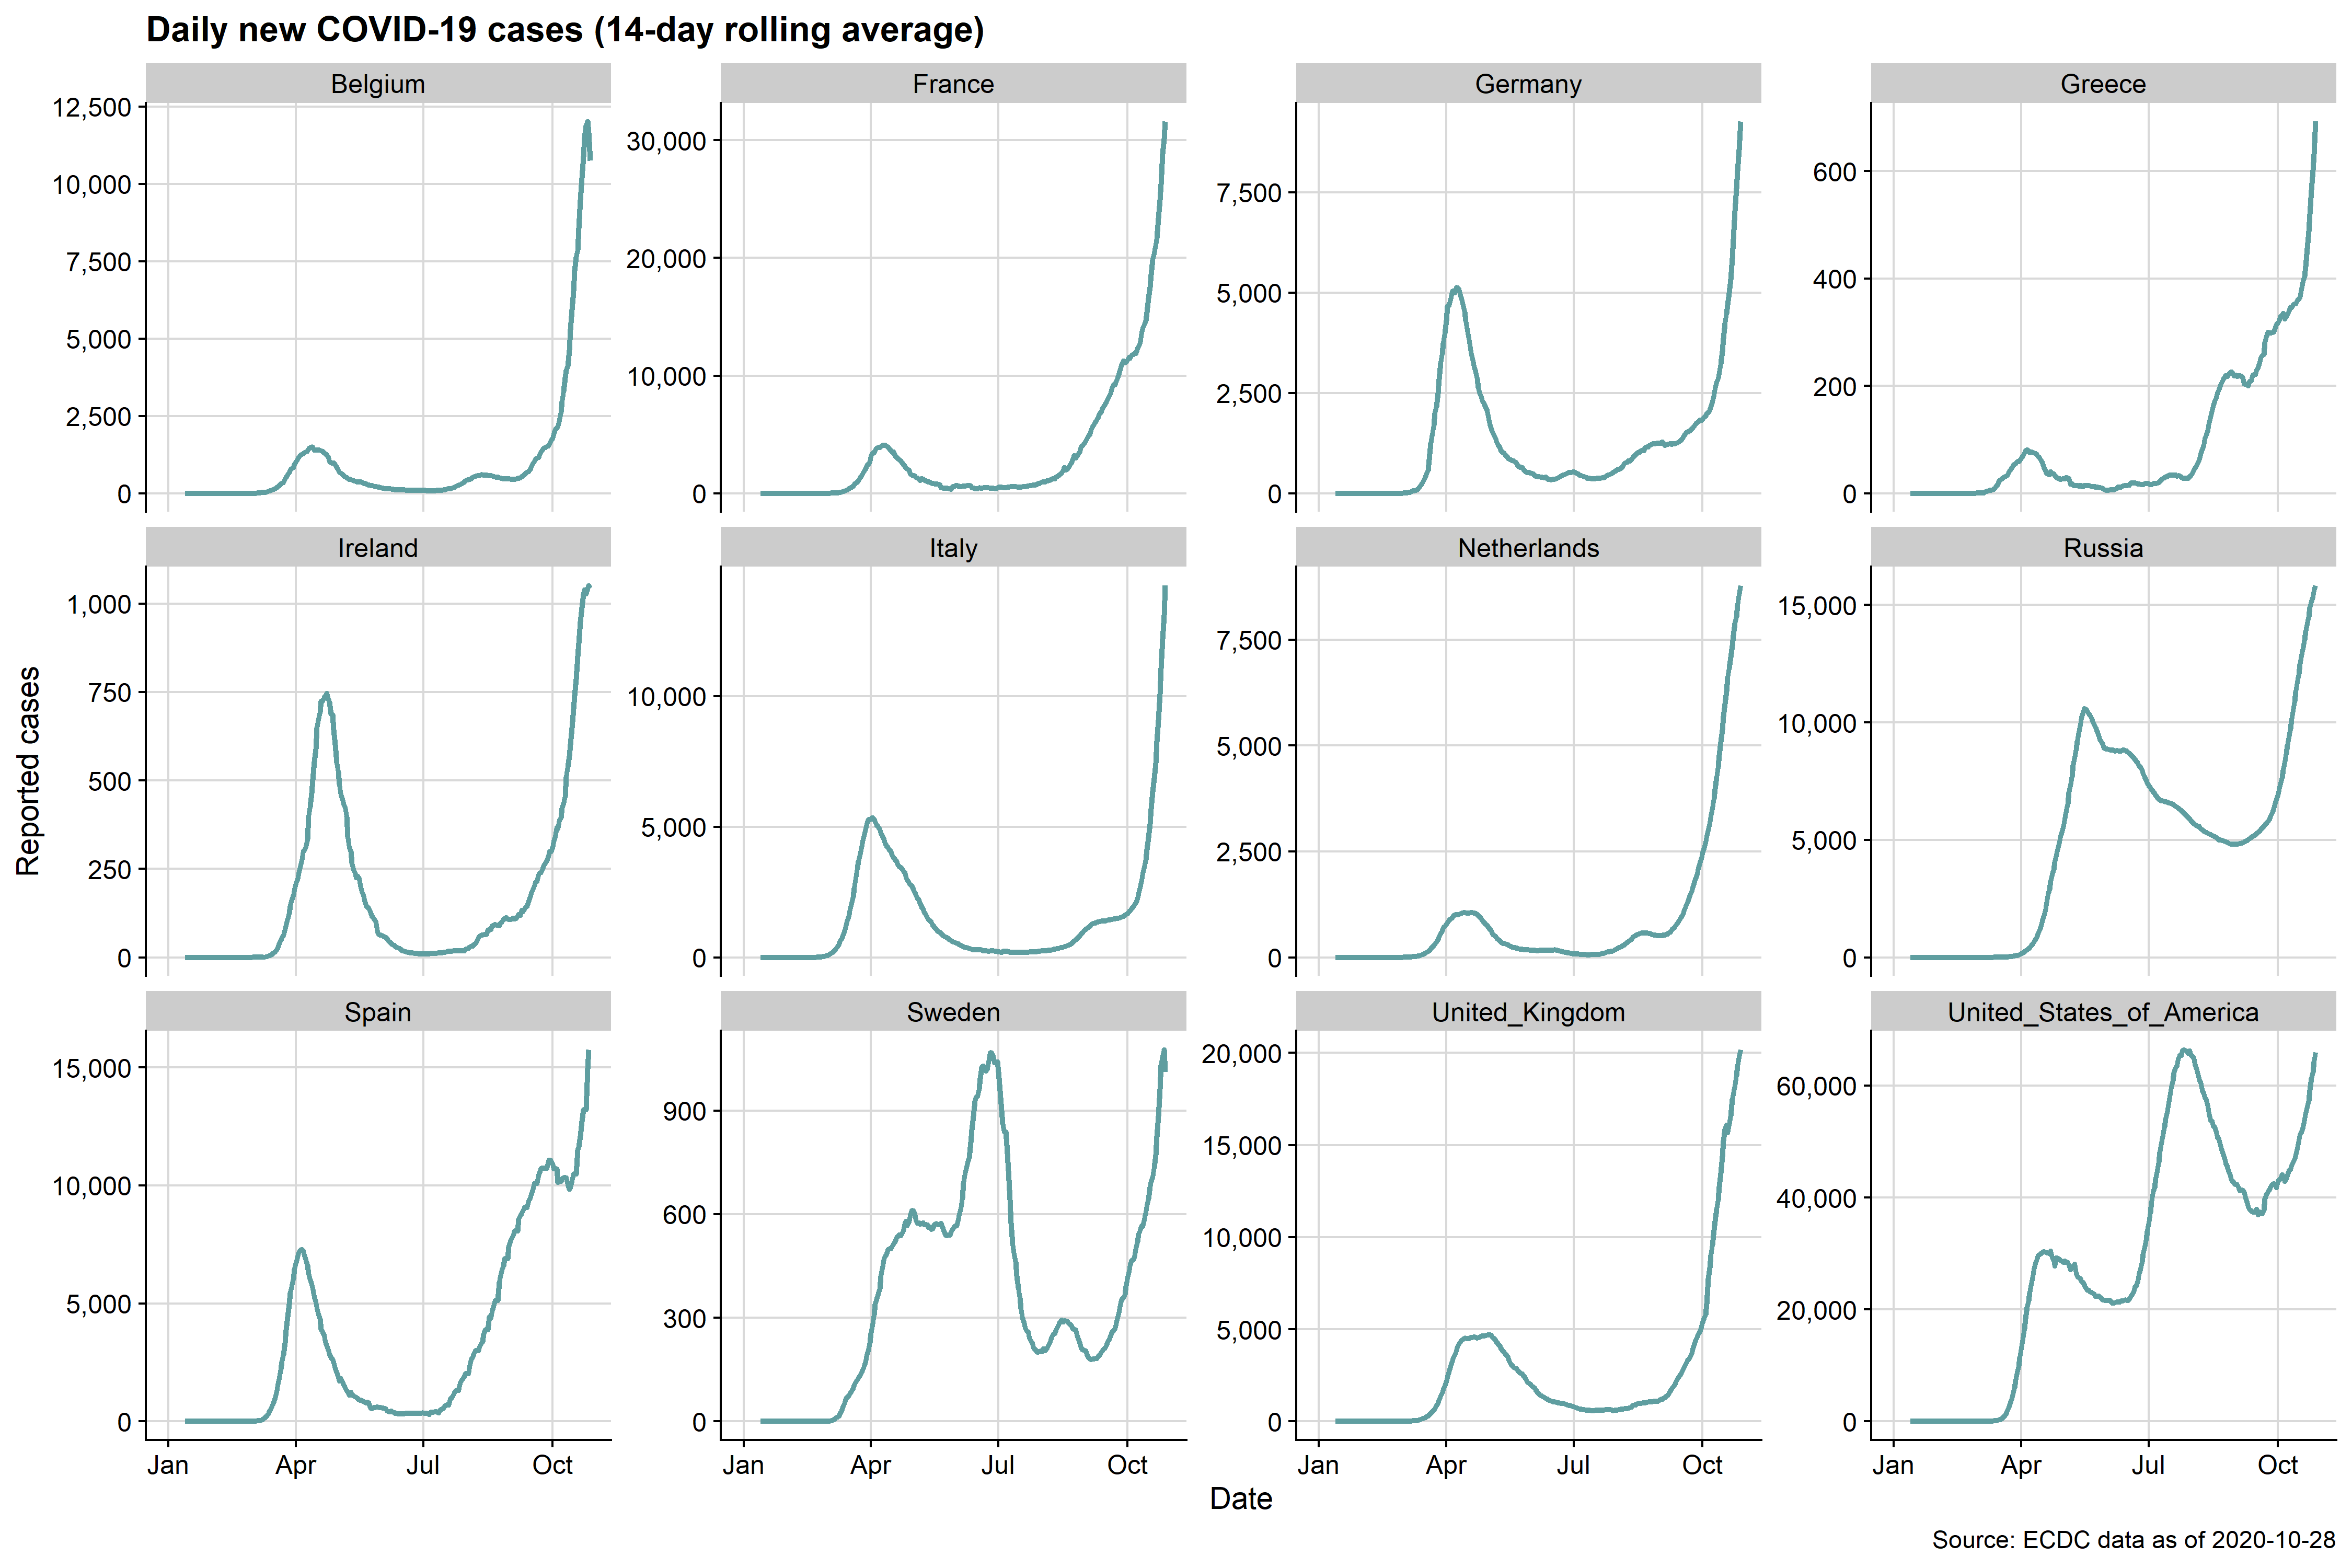 Daily new COVID-19 cases (14-day rolling average)
Belgium
France
Germany
Greece
12,500
10,000
7,500
5,000
2,500
0
30,000
20,000
10,000
0
7,500
5,000
2,500
0
600
400
200
0
Ireland
Italy
Netherlands
Russia
1,000
750
500
250
0
10,000
5,000
0
7,500
5,000
2,500
0
15,000
10,000
5,000
0
Spain
Sweden
United_Kingdom
United_States_of_America
15,000
10,000
5,000
0
900
600
300
0
20,000
15,000
10,000
5,000
0
60,000
40,000
20,000
0
Jan Apr Jul Oct
Jan Apr Jul Oct
Jan Apr Jul Oct
Jan Apr Jul Oct
Reported cases
Date
Source: ECDC data as of 2020-10-28